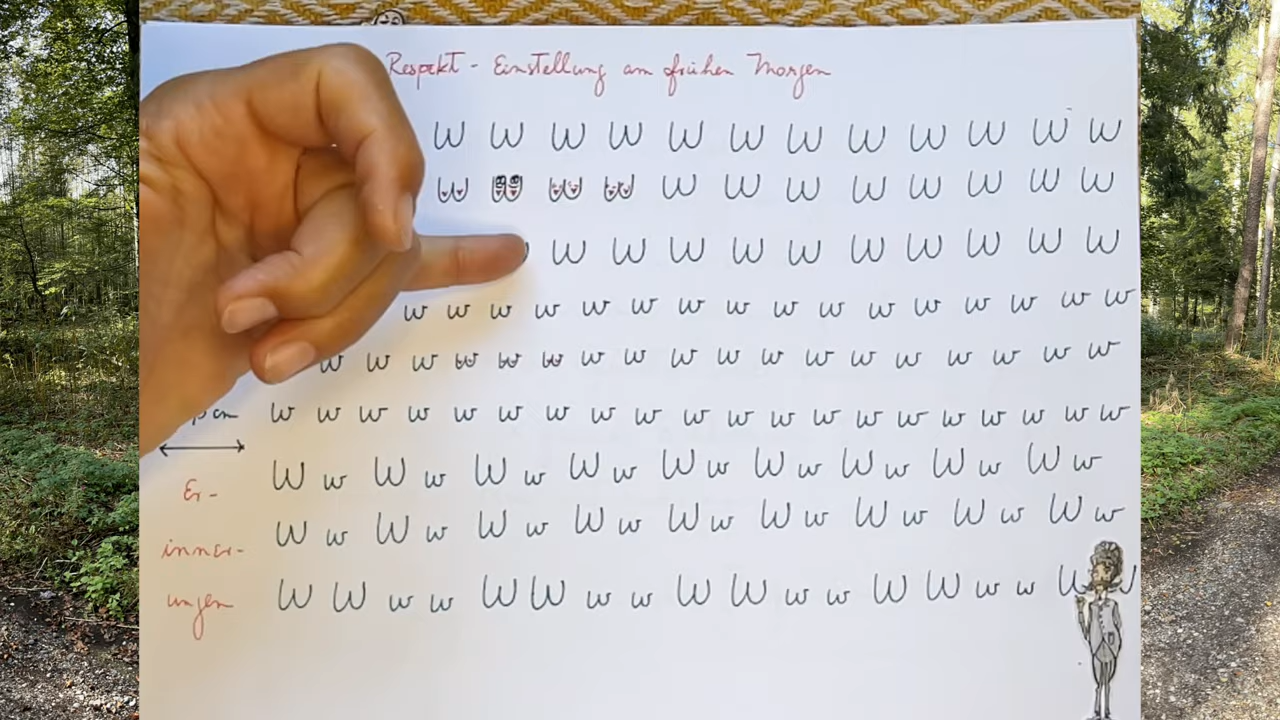 Respekt - Einstellung am frühen Morgen
W W W W W W W W W W W W
W W W W W W W W W W W W
W W W W W W W W W W
w w w w w w w w w w w w w w w w
w w w w w w w w w w w w w w w w w w
w w w w w w w w w w w w w w w w w w w w
W w W w W w W w W w W w W w W w W w
Er-
W w W w W w W w W w W w W w W w W w
inner-
W W w w W W w w W W w w W W w w W
ungen